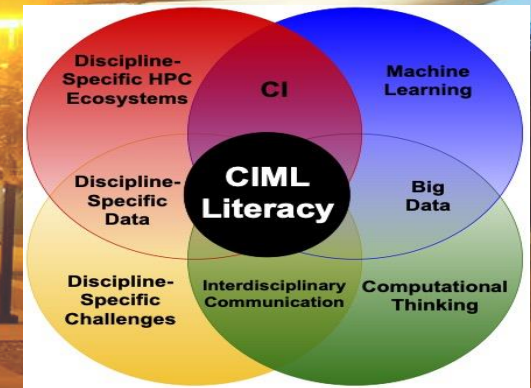 Discipline-
Specific HPC
Ecosystems
CI
Machine
Learning
Discipline-
Specific
Data
CIML
Literacy
Big
Data
Discipline-
Specific
Challenges
Interdisciplinary
Communication
Computational
Thinking